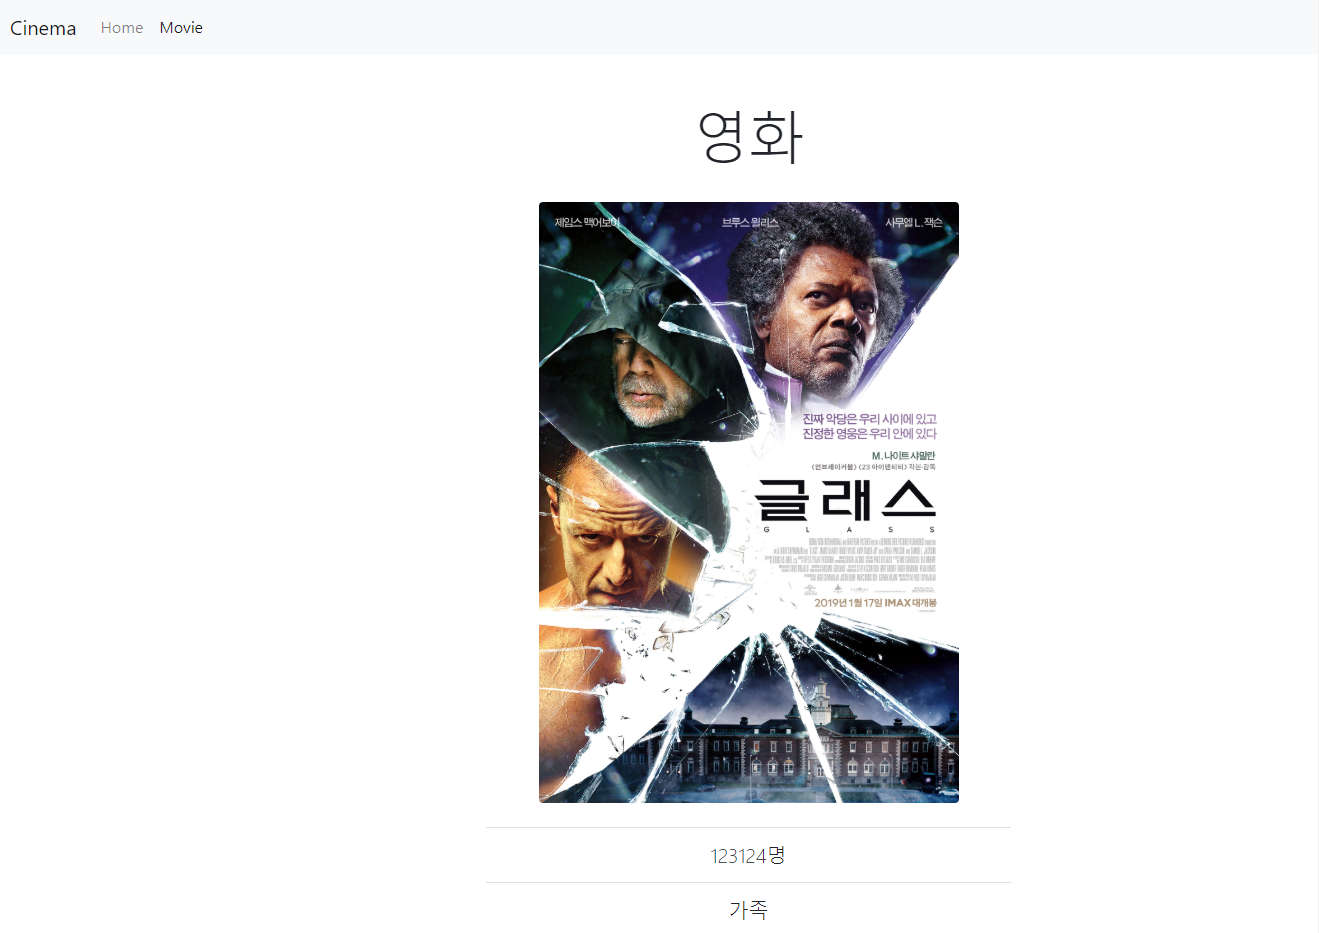 Cinema Home Movie
영화
제임스 맥어보이 브루스 윌리스 사무엘 L. 잭슨
진짜 악당은 우리 사이에 있고
진정한 영웅은 우리 안에 있다
M. 나이트 샤말란
<언브레이커블> <23 아이덴티티> 각본·감독
글래스
GLASS
2019년 1월 17일 IMAX 대개봉
123124명
가족